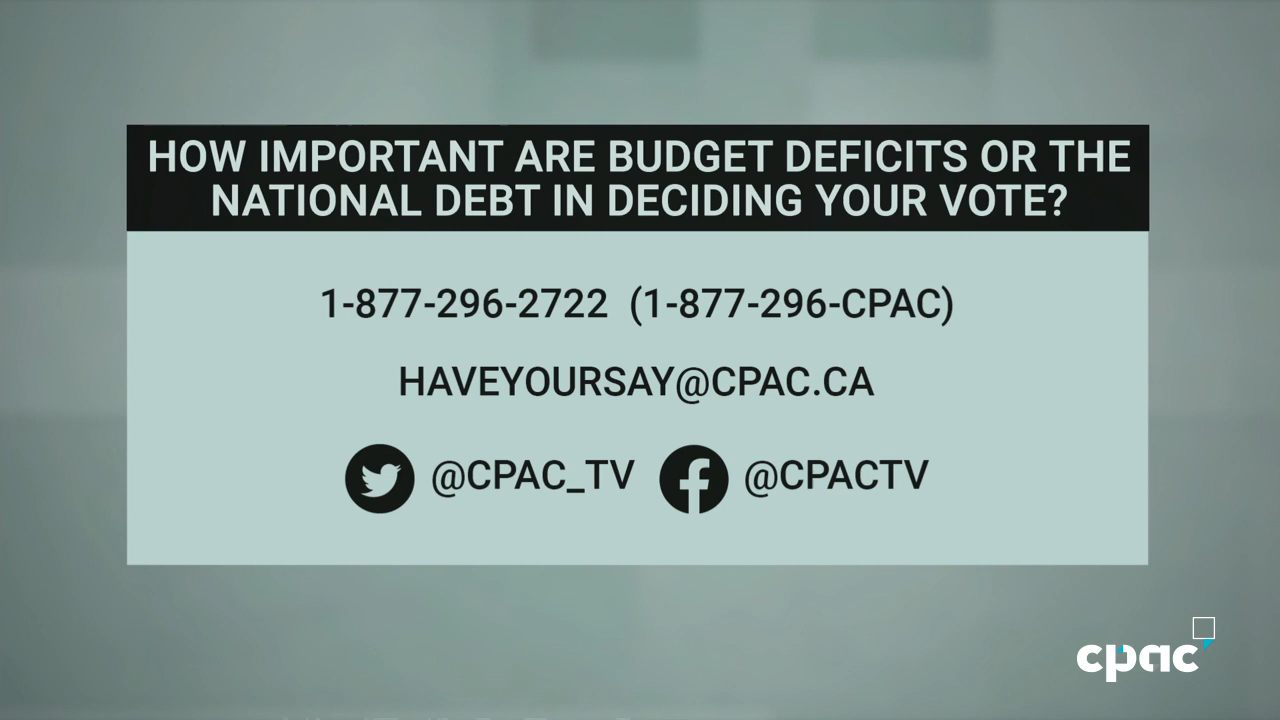 HOW IMPORTANT ARE BUDGET DEFICITS OR THE
NATIONAL DEBT IN DECIDING YOUR VOTE?
1-877-296-2722 (1-877-296-CPAC)
HAVEYOURSAY@CPAC.CA
@CPAC_TV @CPACTV
cpac